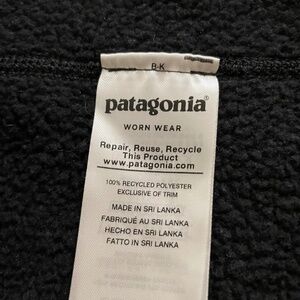 B-K
patagonia®
WORN WEAR
Repair, Reuse, Recycle
This Product
www.patagonia.com
100% RECYCLED POLYESTER
EXCLUSIVE OF TRIM
MADE IN SRI LANKA
FABRIQUÉ AU SRI LANKA
HECHO EN SRI LANKA
FATTO IN SRI LANKA